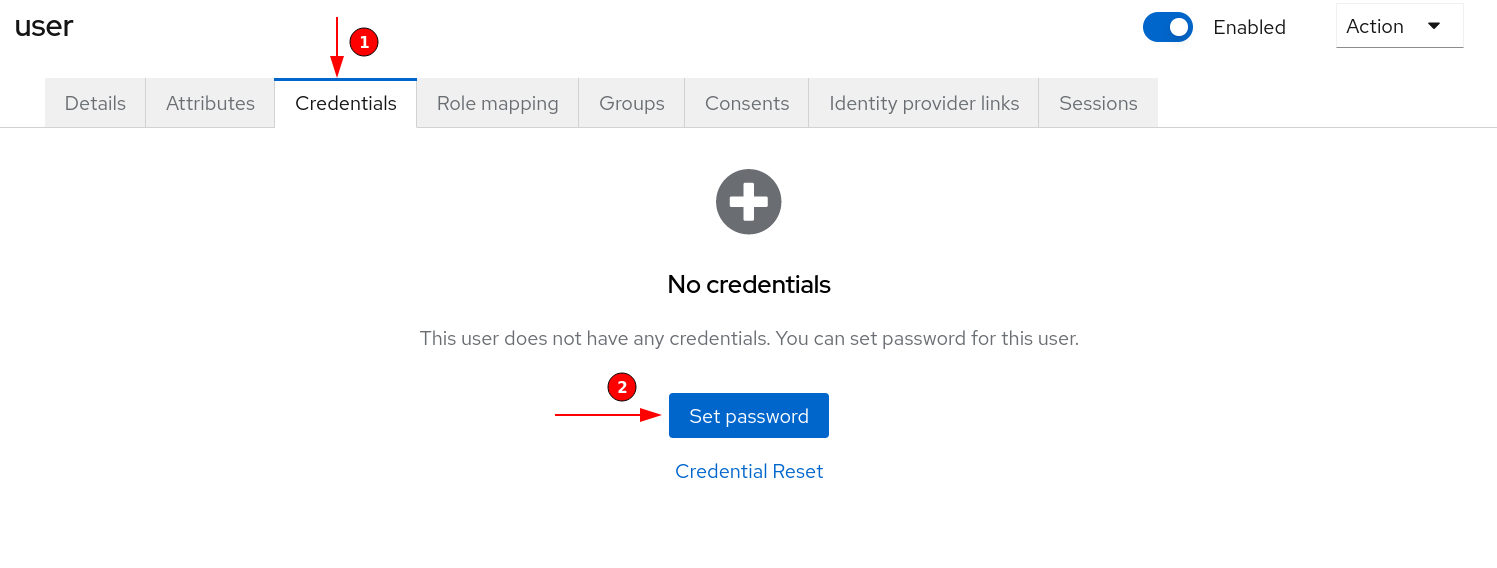 user
Enabled
Action
1
Details Attributes Credentials Role mapping Groups Consents Identity provider links Sessions
No credentials
This user does not have any credentials. You can set password for this user.
2
Set password
Credential Reset